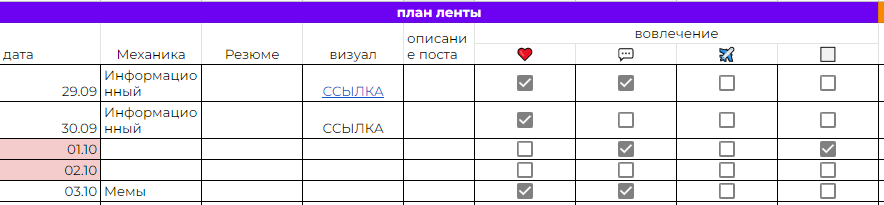 план ленты
вовлечение
дата Механика Резюме визуал описани
е поста
Информацио
29.09 нный ССЫЛКА
Информацио
30.09 нный ССЫЛКА
01.10
02.10
03.10 Мемы